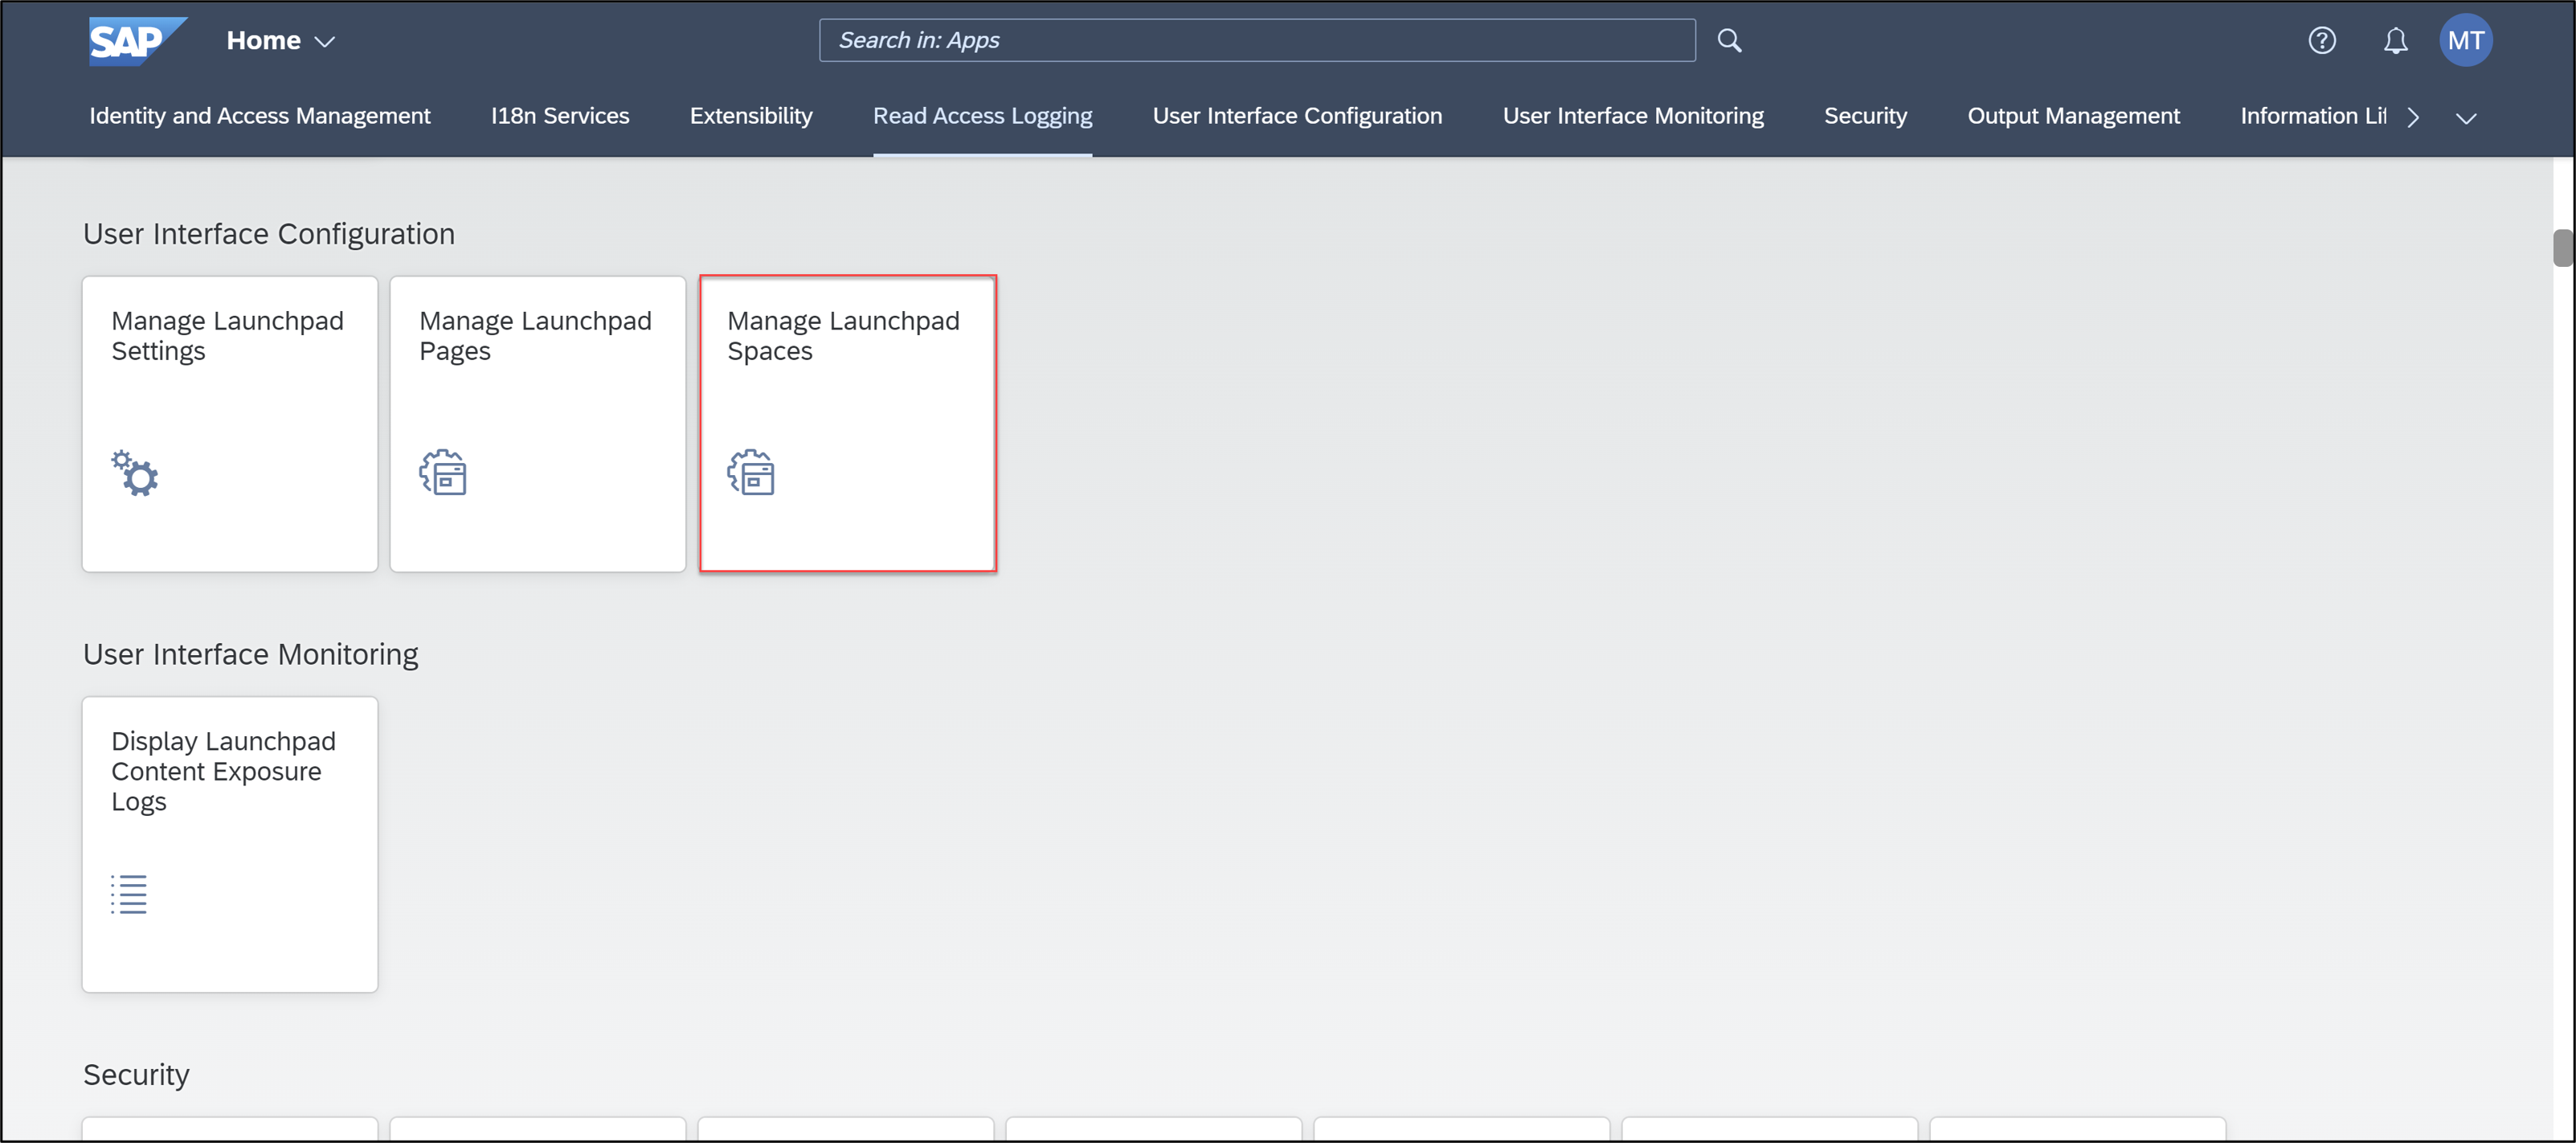 SAP
Home
Search in: Apps
MT
Identity and Access Management
I18n Services
Extensibility
Read Access Logging
User Interface Configuration
User Interface Monitoring
Security
Output Management
Information Li
User Interface Configuration
Manage Launchpad
Settings
Manage Launchpad
Pages
Manage Launchpad
Spaces
User Interface Monitoring
Display Launchpad
Content Exposure
Logs
Security